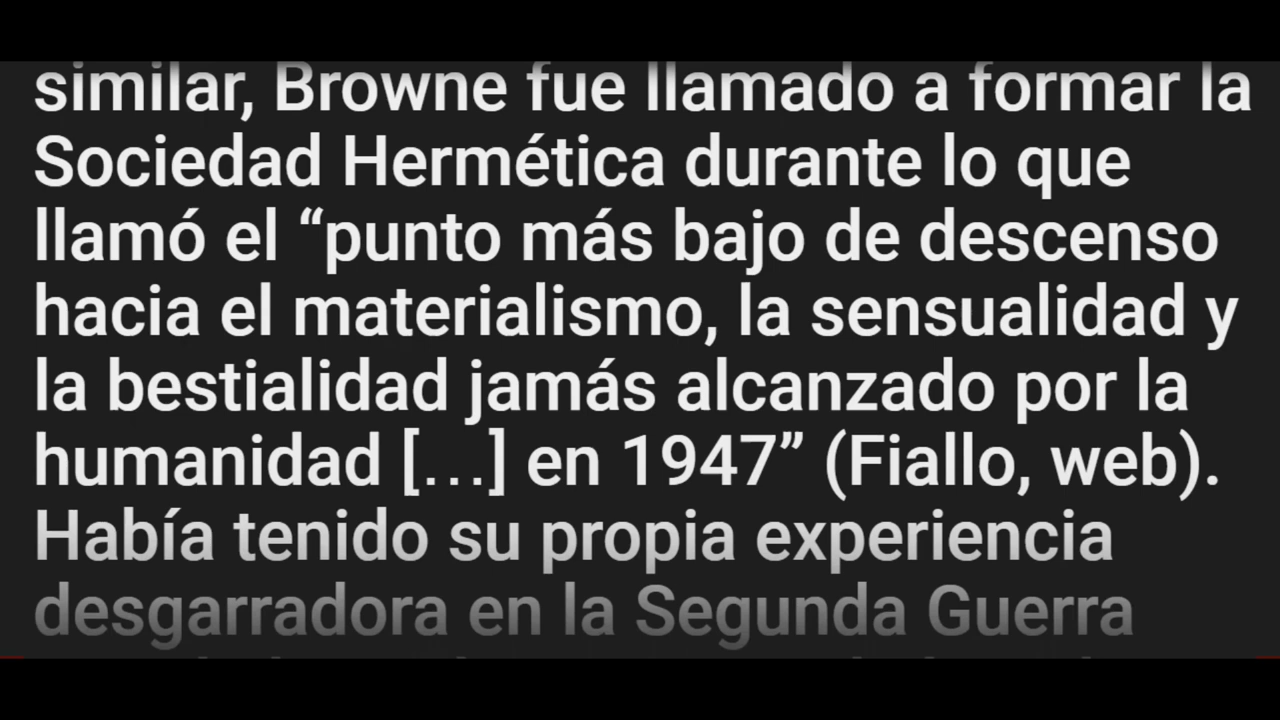 similar, Browne fue llamado a formar la
Sociedad Hermética durante lo que
llamó el “punto más bajo de descenso
hacia el materialismo, la sensualidad y
la bestialidad jamás alcanzado por la
humanidad […] en 1947” (Fiallo, web).
Había tenido su propia experiencia
desgarradora en la Segunda Guerra